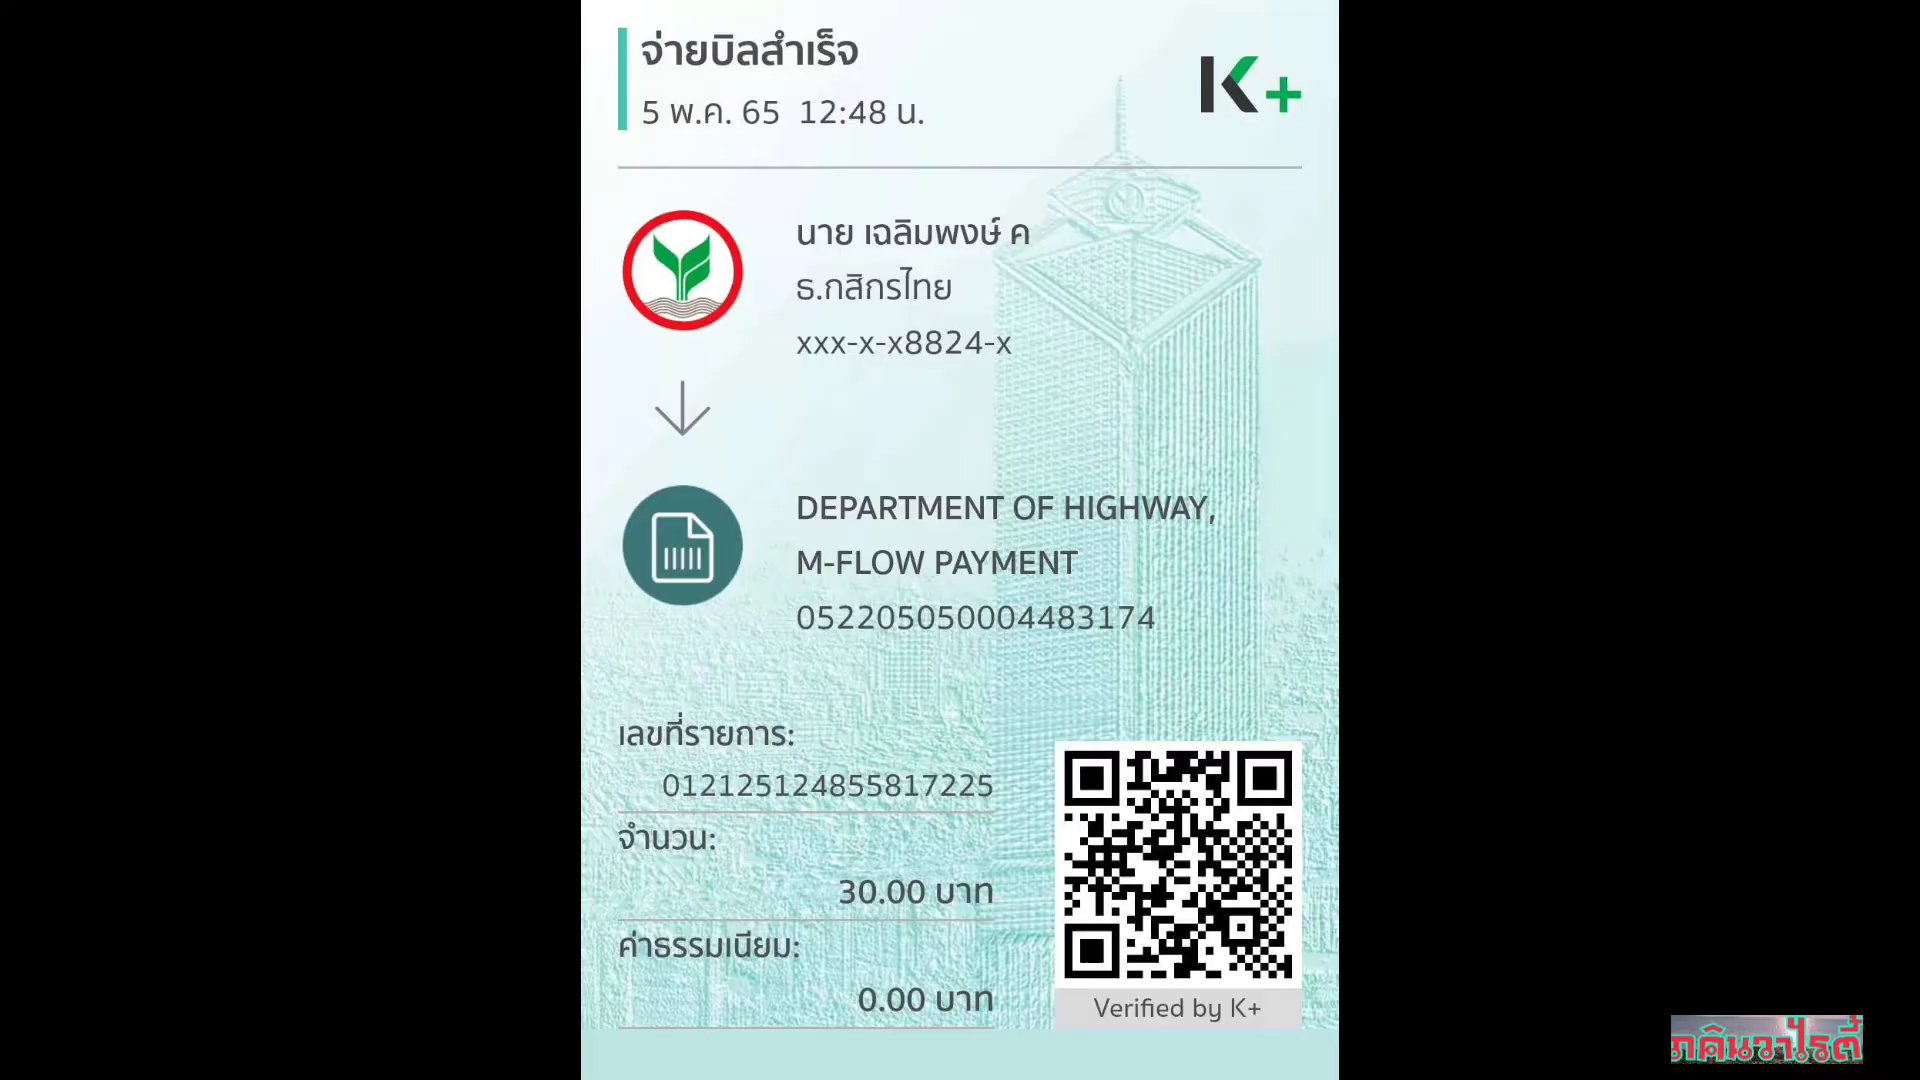 จ่ายบิลสำเร็จ
5 พ.ค. 65 12:48 น.
K+
นาย เฉลิมพงษ์ ค
ธ.กสิกรไทย
xxx-x-x8824-x
DEPARTMENT OF HIGHWAY,
M-FLOW PAYMENT
052205050004483174
เลขที่รายการ:
012125124855817225
จำนวน:
30.00 บาท
ค่าธรรมเนียม:
0.00 บาท
Verified by K+